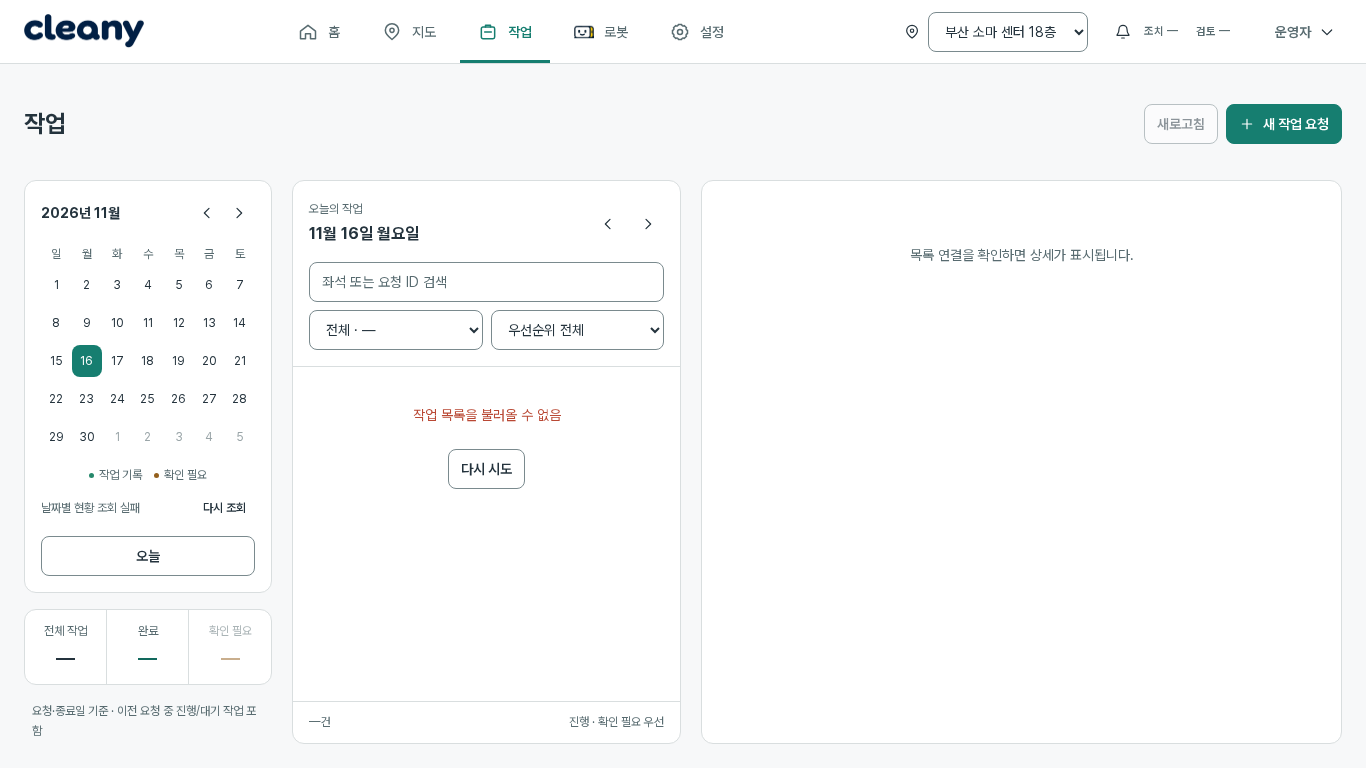 cleany
홈
지도
작업
로봇
설정
부산 소마 센터 18층
조치 —
검토 —
운영자
작업
새로고침
+ 새 작업 요청
2026년 11월
일 월 화 수 목 금 토
1 2 3 4 5 6 7
8 9 10 11 12 13 14
15 16 17 18 19 20 21
22 23 24 25 26 27 28
29 30 1 2 3 4 5
작업 기록 확인 필요
날짜별 현황 조회 실패 다시 조회
오늘
전체 작업 완료 확인 필요
— — —
요청·종료일 기준 · 이전 요청 중 진행/대기 작업 포
함
오늘의 작업
11월 16일 월요일
좌석 또는 요청 ID 검색
전체 · — 우선순위 전체
작업 목록을 불러올 수 없음
다시 시도
—건 진행 · 확인 필요 우선
목록 연결을 확인하면 상세가 표시됩니다.